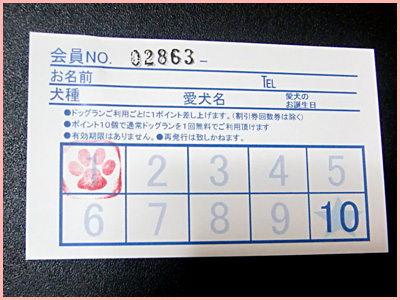 会員NO. 02863-
お名前 TEL
犬種 愛犬名 愛犬の お誕生日
●ドッグランご利用ごとに1ポイント差し上げます。(割引券回数券は除く)
●ポイント10個で通常ドッグランを1回無料でご利用頂けます
●有効期限はありません。●再発行は致しかねます。
1 2 3 4 5
6 7 8 9 10